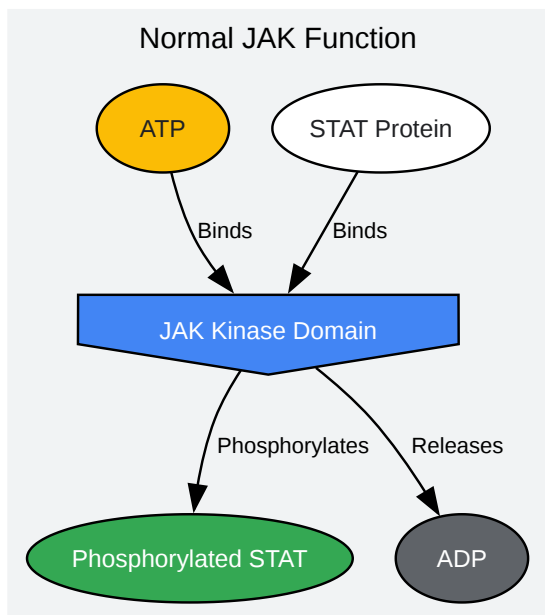 Normal JAK Function
ATP
STAT Protein
Binds
Binds
JAK Kinase Domain
Phosphorylates
Releases
Phosphorylated STAT
ADP